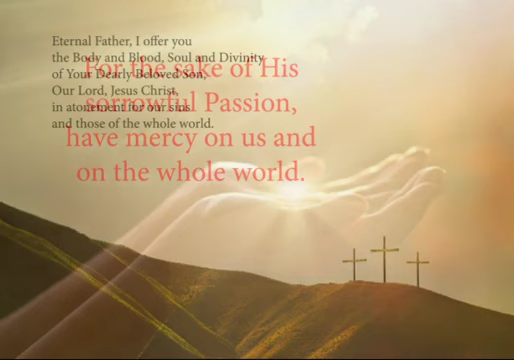 Eternal Father, I offer you
the Body and Blood, Soul and Divinity
of Your Dearly Beloved Son,
Our Lord, Jesus Christ,
in atonement for our sins
and those of the whole world.
For the sake of His
sorrowful Passion,
have mercy on us and
on the whole world.